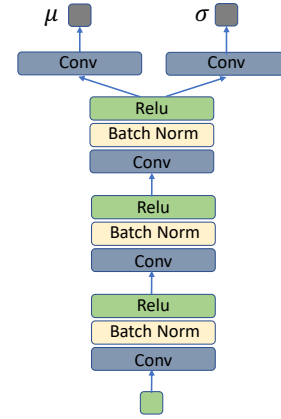 μ σ
Conv Conv
Relu
Batch Norm
Conv
Relu
Batch Norm
Conv
Relu
Batch Norm
Conv